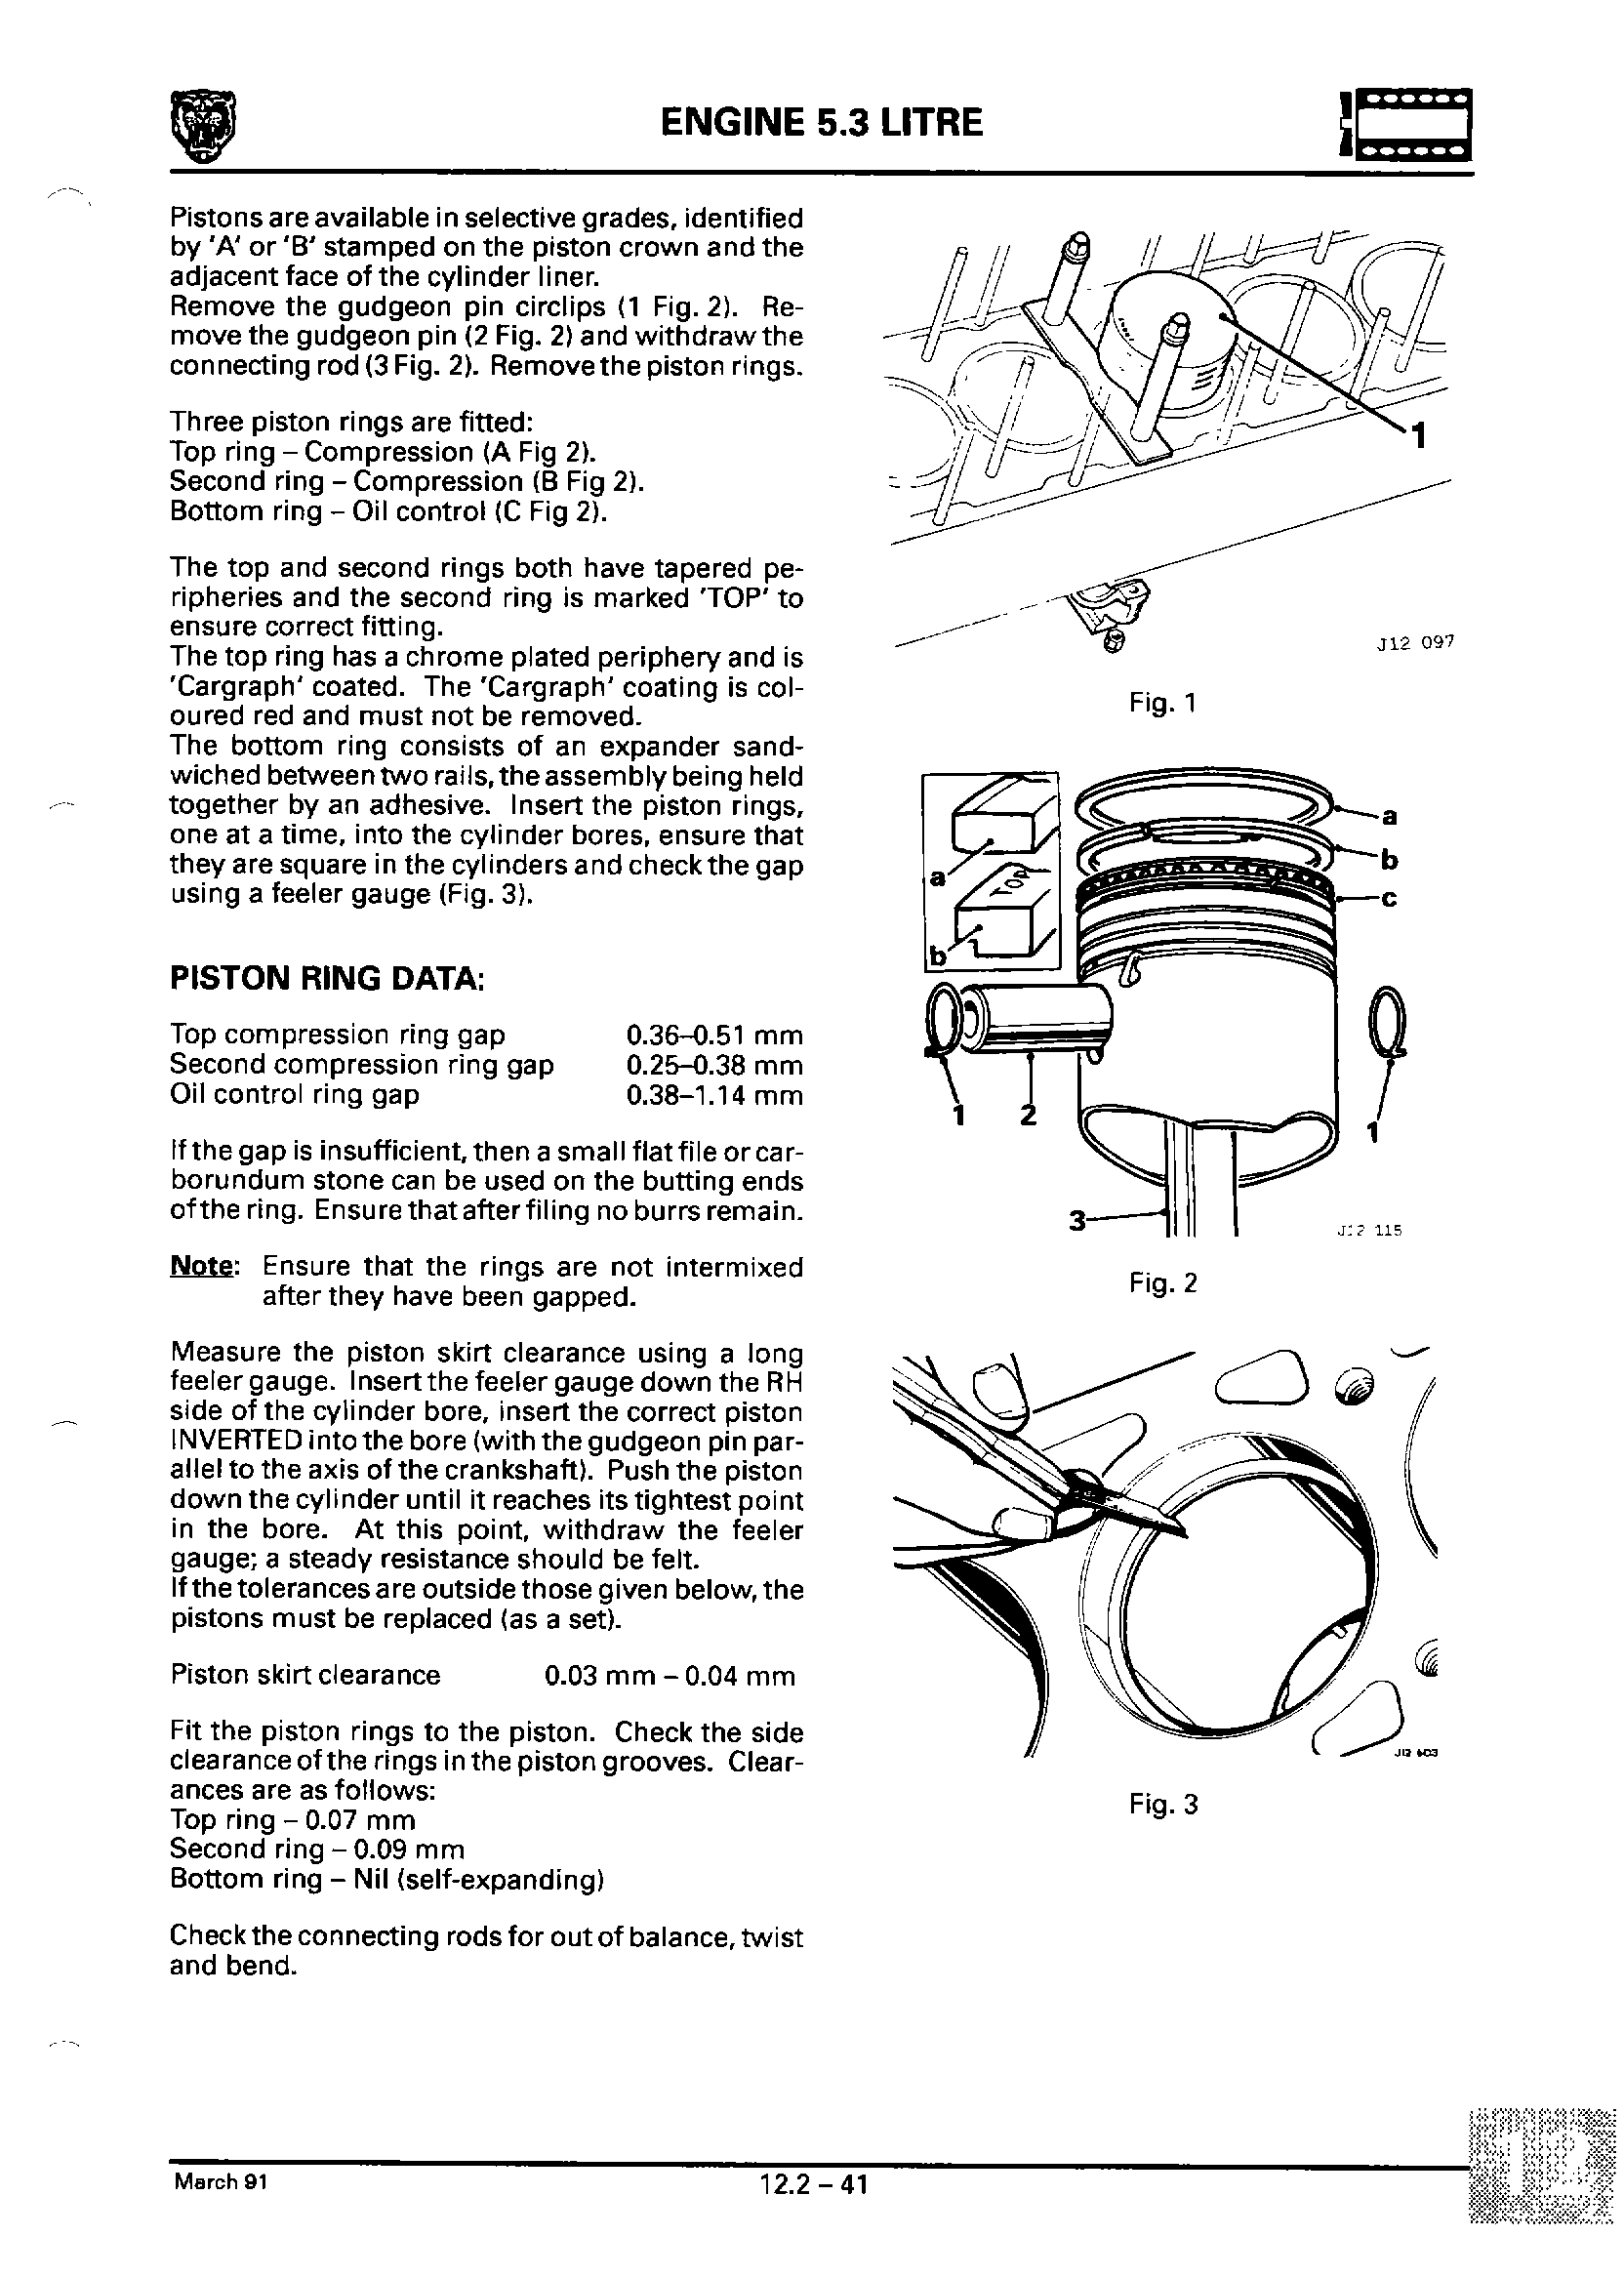 ENGINE 5.3 LITRE
Pistons are available in selective grades, identified
by 'A' or 'B' stamped on the piston crown and the
adjacent face of the cylinder liner.
Remove the gudgeon pin circlips (1 Fig. 2). Re-
move the gudgeon pin (2 Fig. 2) and withdraw the
connecting rod (3 Fig. 2). Remove the piston rings.
Three piston rings are fitted:
Top ring – Compression (A Fig 2).
Second ring – Compression (B Fig 2).
Bottom ring – Oil control (C Fig 2).
The top and second rings both have tapered pe-
ripheries and the second ring is marked 'TOP' to
ensure correct fitting.
The top ring has a chrome plated periphery and is
'Cargraph' coated. The 'Cargraph' coating is col-
oured red and must not be removed.
The bottom ring consists of an expander sand-
wiched between two rails, the assembly being held
together by an adhesive. Insert the piston rings,
one at a time, into the cylinder bores, ensure that
they are square in the cylinders and check the gap
using a feeler gauge (Fig. 3).
PISTON RING DATA:
Top compression ring gap 0.36–0.51 mm
Second compression ring gap 0.25–0.38 mm
Oil control ring gap 0.38–1.14 mm
If the gap is insufficient, then a small flat file or car-
borundum stone can be used on the butting ends
of the ring. Ensure that after filing no burrs remain.
Note: Ensure that the rings are not intermixed
after they have been gapped.
Measure the piston skirt clearance using a long
feeler gauge. Insert the feeler gauge down the RH
side of the cylinder bore, insert the correct piston
INVERTED into the bore (with the gudgeon pin par-
allel to the axis of the crankshaft). Push the piston
down the cylinder until it reaches its tightest point
in the bore. At this point, withdraw the feeler
gauge; a steady resistance should be felt.
If the tolerances are outside those given below, the
pistons must be replaced (as a set).
Piston skirt clearance 0.03 mm – 0.04 mm
Fit the piston rings to the piston. Check the side
clearance of the rings in the piston grooves. Clear-
ances are as follows:
Top ring – 0.07 mm
Second ring – 0.09 mm
Bottom ring – Nil (self-expanding)
Check the connecting rods for out of balance, twist
and bend.
1
J12 097
Fig. 1
a
b
c
a
TOP
b
1
2
1
3
J12 115
Fig. 2
Fig. 3
March 91
12.2 – 41
12